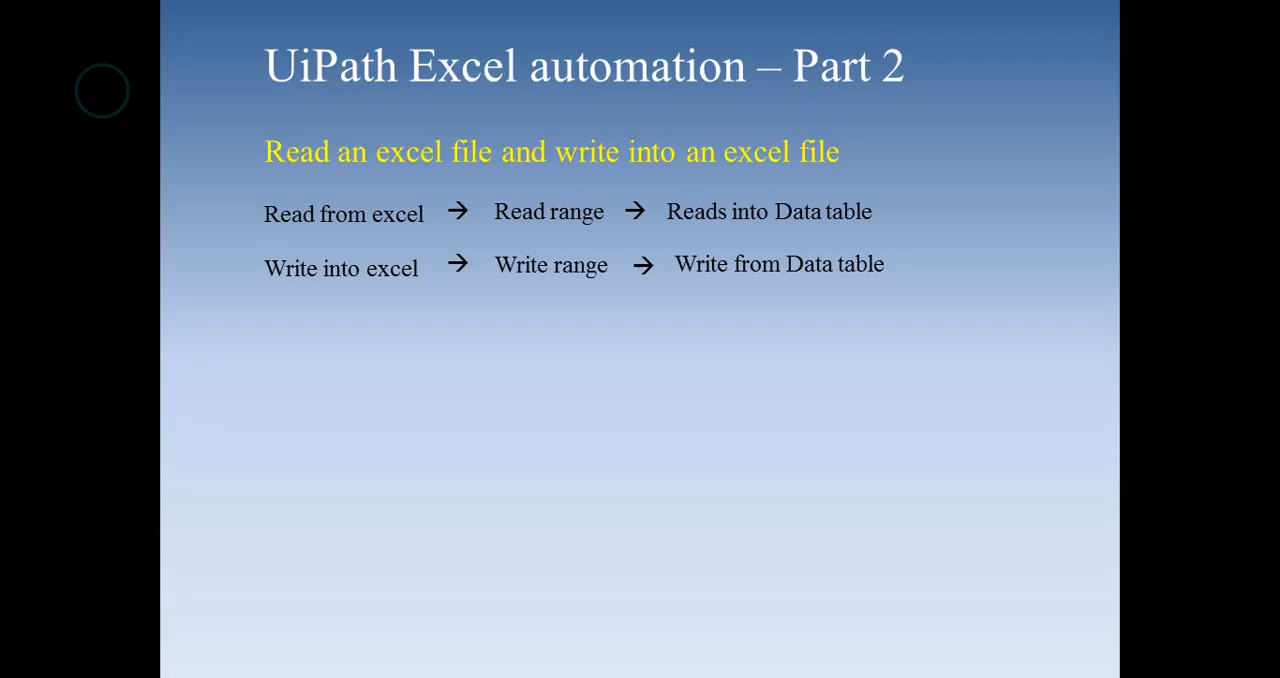 UiPath Excel automation – Part 2
Read an excel file and write into an excel file
Read from excel → Read range → Reads into Data table
Write into excel → Write range → Write from Data table